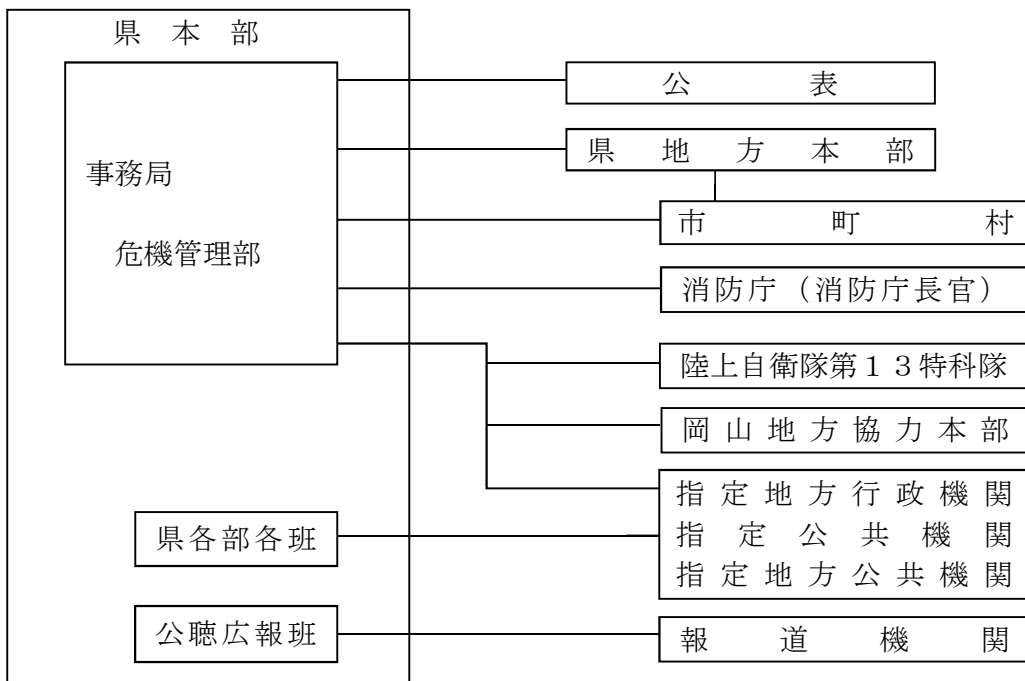 県本部
事務局
危機管理部
公表
県地方本部
市町村
消防庁（消防庁長官）
陸上自衛隊第１３特科隊
岡山地方協力本部
指定地方行政機関
指定公共機関
指定地方公共機関
県各部各班
公聴広報班
報道機関